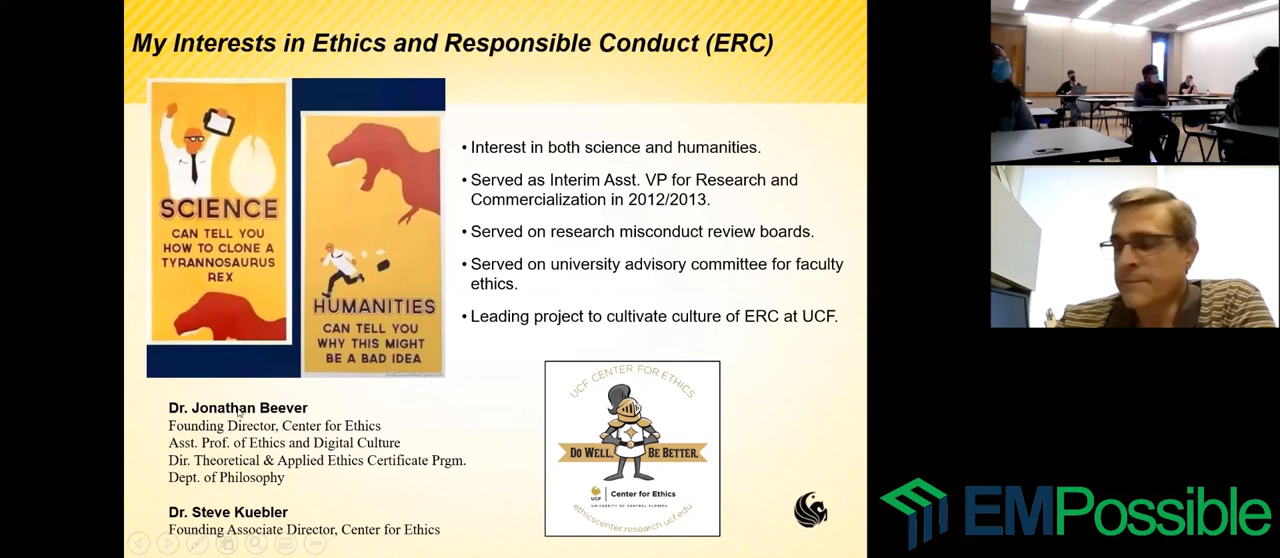 My Interests in Ethics and Responsible Conduct (ERC)
SCIENCE
CAN TELL YOU
HOW TO CLONE A
TYRANNOSAURUS
REX
HUMANITIES
CAN TELL YOU
WHY THIS MIGHT
BE A BAD IDEA
• Interest in both science and humanities.
• Served as Interim Asst. VP for Research and
Commercialization in 2012/2013.
• Served on research misconduct review boards.
• Served on university advisory committee for faculty
ethics.
• Leading project to cultivate culture of ERC at UCF.
Dr. Jonathan Beever
Founding Director, Center for Ethics
Asst. Prof. of Ethics and Digital Culture
Dir. Theoretical & Applied Ethics Certificate Prgm.
Dept. of Philosophy
Dr. Steve Kuebler
Founding Associate Director, Center for Ethics
UCF CENTER FOR ETHICS
DO WELL. BE BETTER.
UCF Center for Ethics
UNIVERSITY OF CENTRAL FLORIDA
ethicscenter.research.ucf.edu
EMPossible